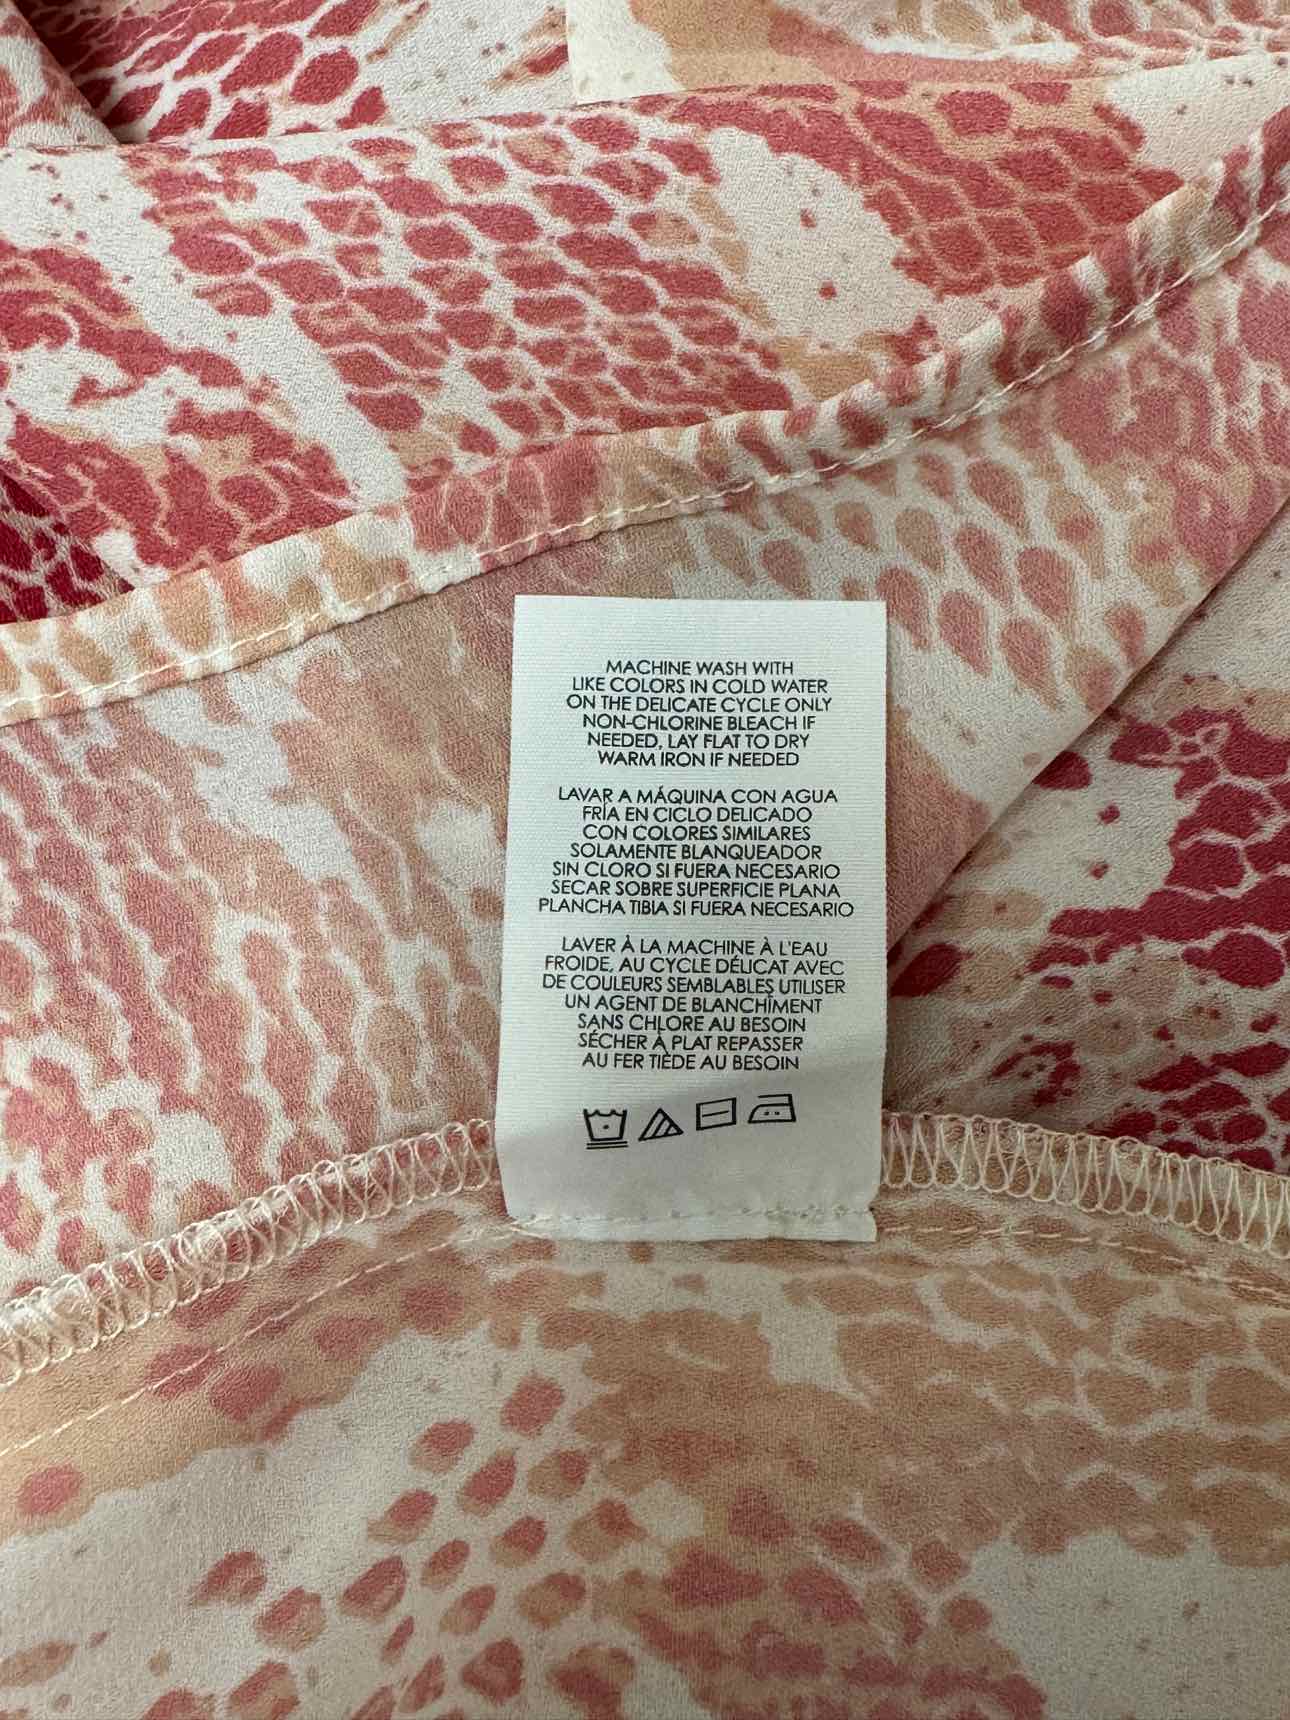 MACHINE WASH WITH
LIKE COLORS IN COLD WATER
ON THE DELICATE CYCLE ONLY
NON-CHLORINE BLEACH IF
NEEDED, LAY FLAT TO DRY
WARM IRON IF NEEDED
LAVAR A MÁQUINA CON AGUA
FRÍA EN CICLO DELICADO
CON COLORES SIMILARES
SOLAMENTE BLANQUEADOR
SIN CLORO SI FUERA NECESARIO
SECAR SOBRE SUPERFICIE PLANA
PLANCHA TIBIA SI FUERA NECESARIO
LAVER À LA MACHINE À L'EAU
FROIDE, AU CYCLE DÉLICAT AVEC
DE COULEURS SEMBLABLES UTILISER
UN AGENT DE BLANCHÎMENT
SANS CHLORE AU BESOIN
SÉCHER À PLAT REPASSER
AU FER TIÈDE AU BESOIN